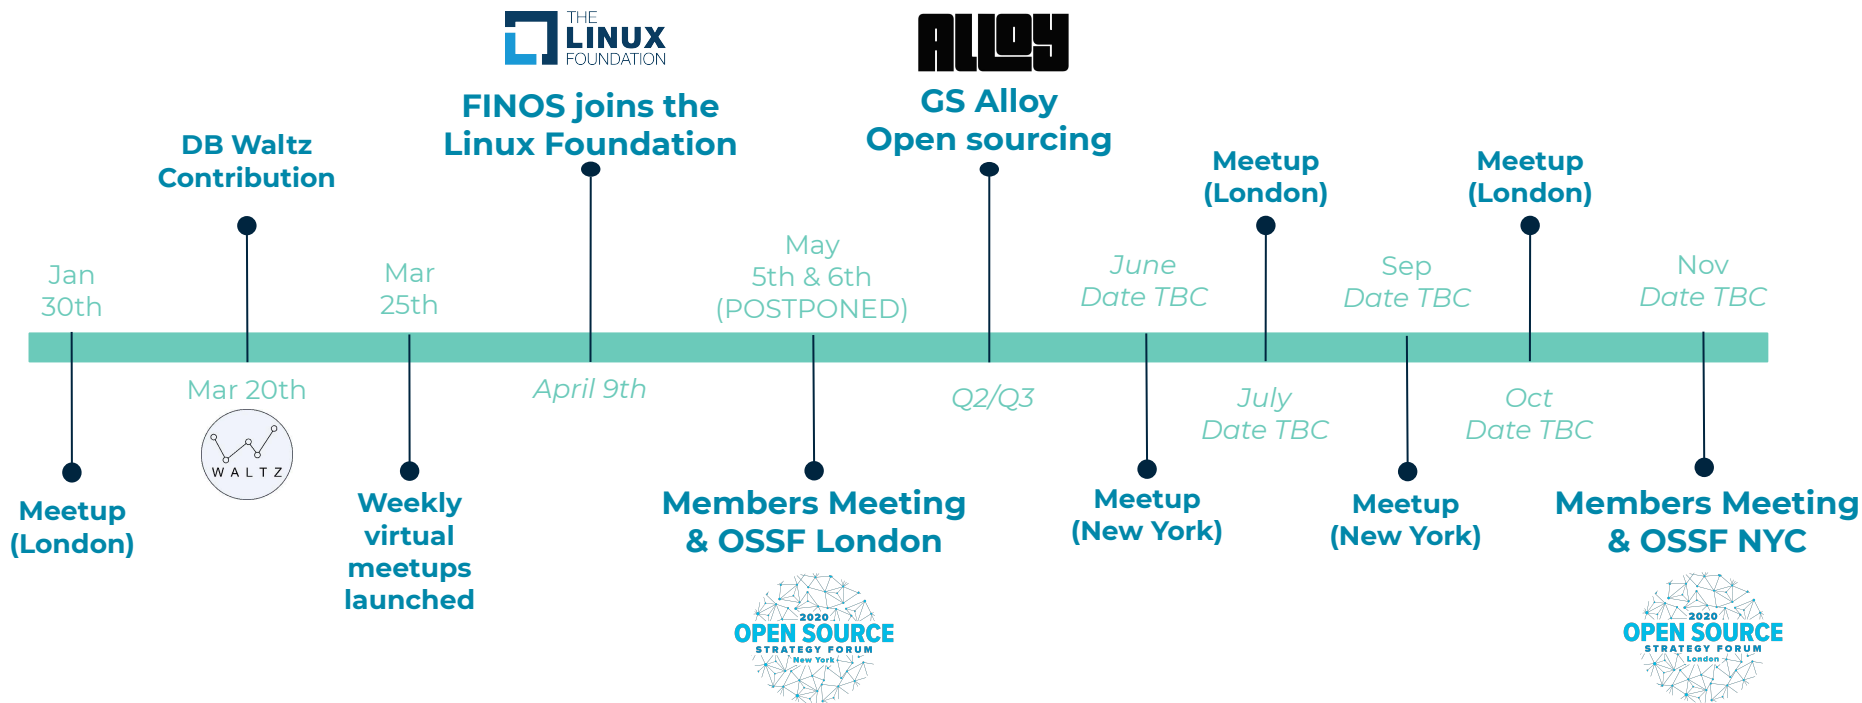 THE
LINUX
FOUNDATION
FINOS joins the
Linux Foundation
ALLOY
GS Alloy
Open sourcing
DB Waltz
Contribution
Meetup
(London)
Meetup
(London)
Jan
30th
Mar
25th
May
5th & 6th
(POSTPONED)
June
Date TBC
Sep
Date TBC
Nov
Date TBC
Mar 20th
WALTZ
April 9th
Q2/Q3
July
Date TBC
Oct
Date TBC
Meetup
(London)
Weekly
virtual
meetups
launched
Members Meeting
& OSSF London
2020
OPEN SOURCE
STRATEGY FORUM
New York
Meetup
(New York)
Meetup
(New York)
Members Meeting
& OSSF NYC
2020
OPEN SOURCE
STRATEGY FORUM
London